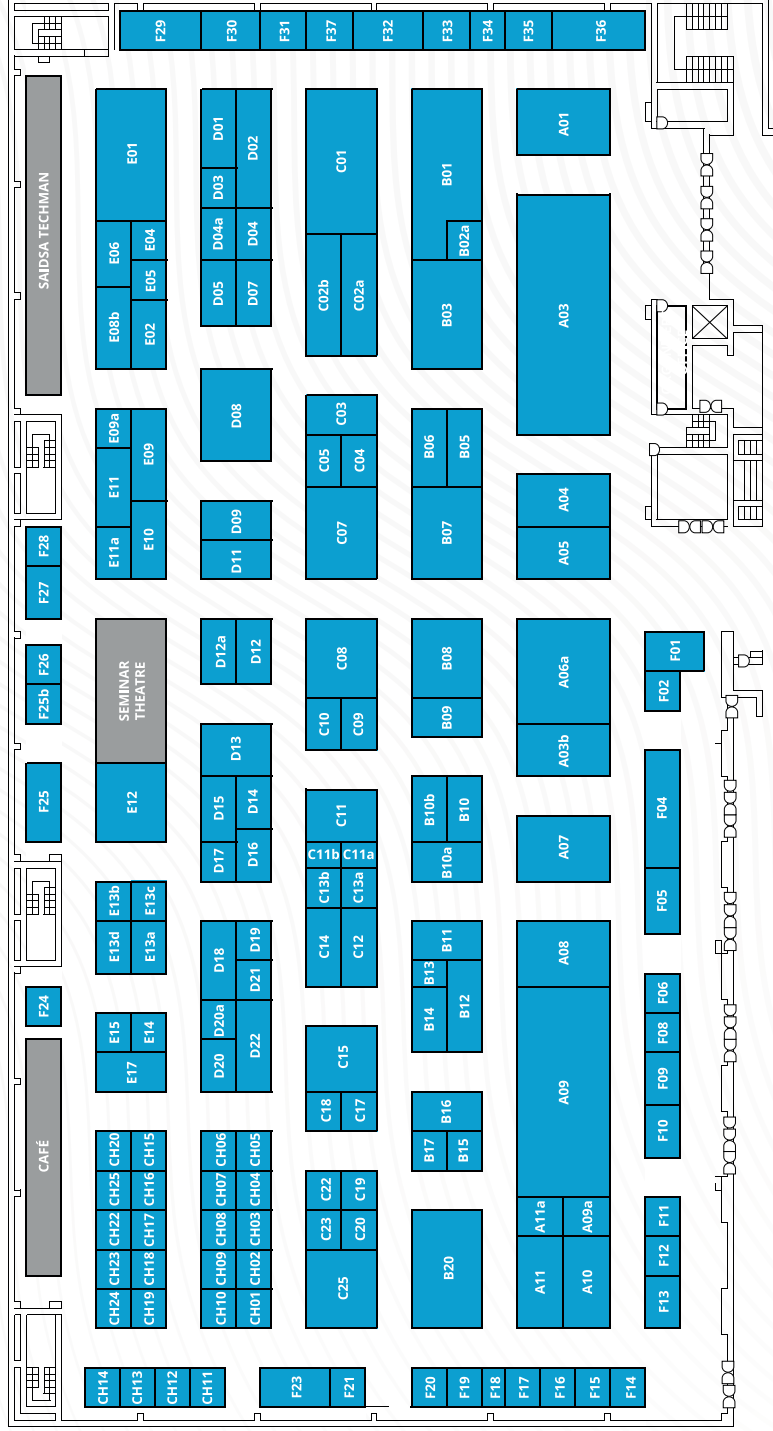 F29
F30
F31
F37
F32
F33
F34
F35
F36
SAIDSA TECHMAN
E01
E06
E04
E05
E08b
E02
D01
D02
D03
D04a
D04
D05
D07
C01
C02b
C02a
B01
B02a
B03
A01
A03
E09a
E09
E11
E10
E11a
D08
D09
D11
C03
C05
C04
C07
B06
B05
B07
A04
A05
F28
F27
F26
F25b
F25
SEMINAR
THEATRE
E12
D12a
D12
D13
D15
D14
D17
D16
C08
C10
C09
C11
C11b
C11a
C13b
C13a
C14
C12
B08
B09
B10b
B10
B10a
A06a
A03b
A07
F01
F02
F04
F05
E13b
E13c
E13d
E13a
F24
CAFÉ
E15
E14
E17
D18
D19
D21
D20a
D20
D22
C15
C18
C17
B11
B13
B14
B12
B16
B17
B15
A08
A09
A11a
A09a
A11
A10
F06
F08
F09
F10
F11
F12
F13
CH20
CH15
CH25
CH16
CH22
CH17
CH23
CH18
CH24
CH19
CH06
CH05
CH07
CH04
CH08
CH03
CH09
CH02
CH10
CH01
C22
C19
C23
C20
C25
B20
CH14
CH13
CH12
CH11
F23
F21
F20
F19
F18
F17
F16
F15
F14